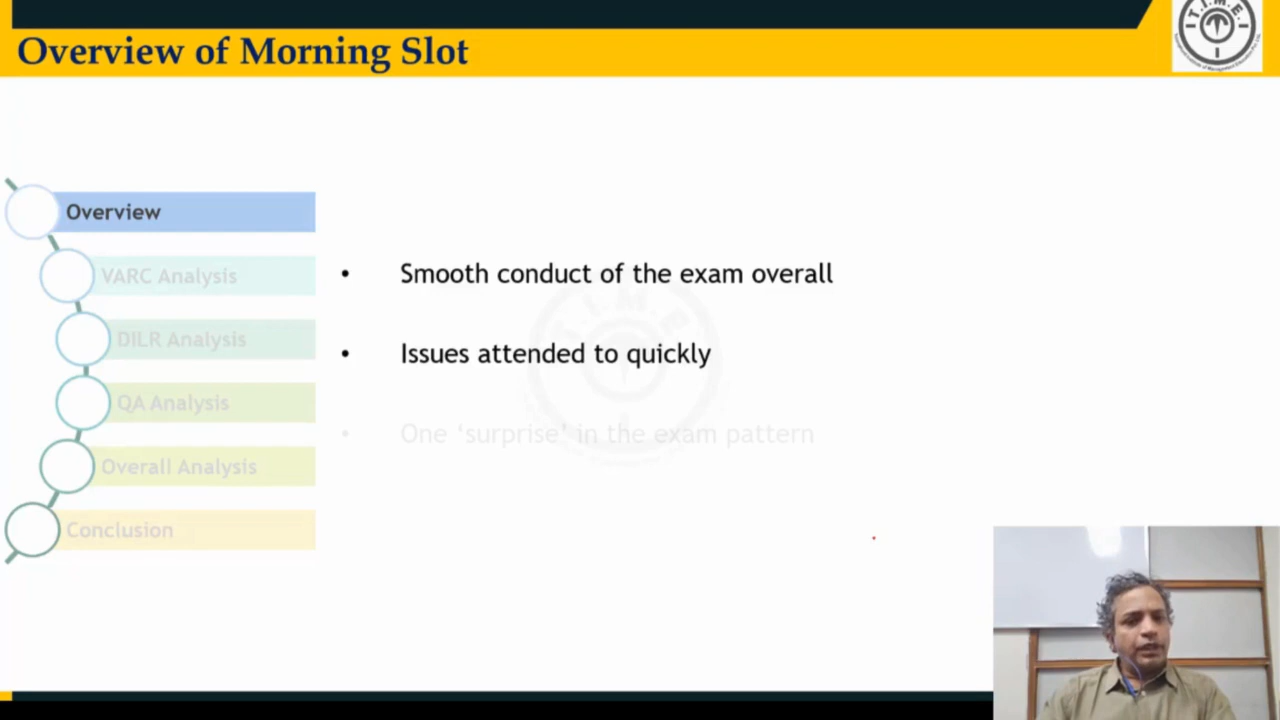 T.I.M.E.
Overview of Morning Slot
Overview
VARC Analysis
DILR Analysis
QA Analysis
Overall Analysis
Conclusion
• Smooth conduct of the exam overall
• Issues attended to quickly
• One ‘surprise’ in the exam pattern
T.I.M.E.